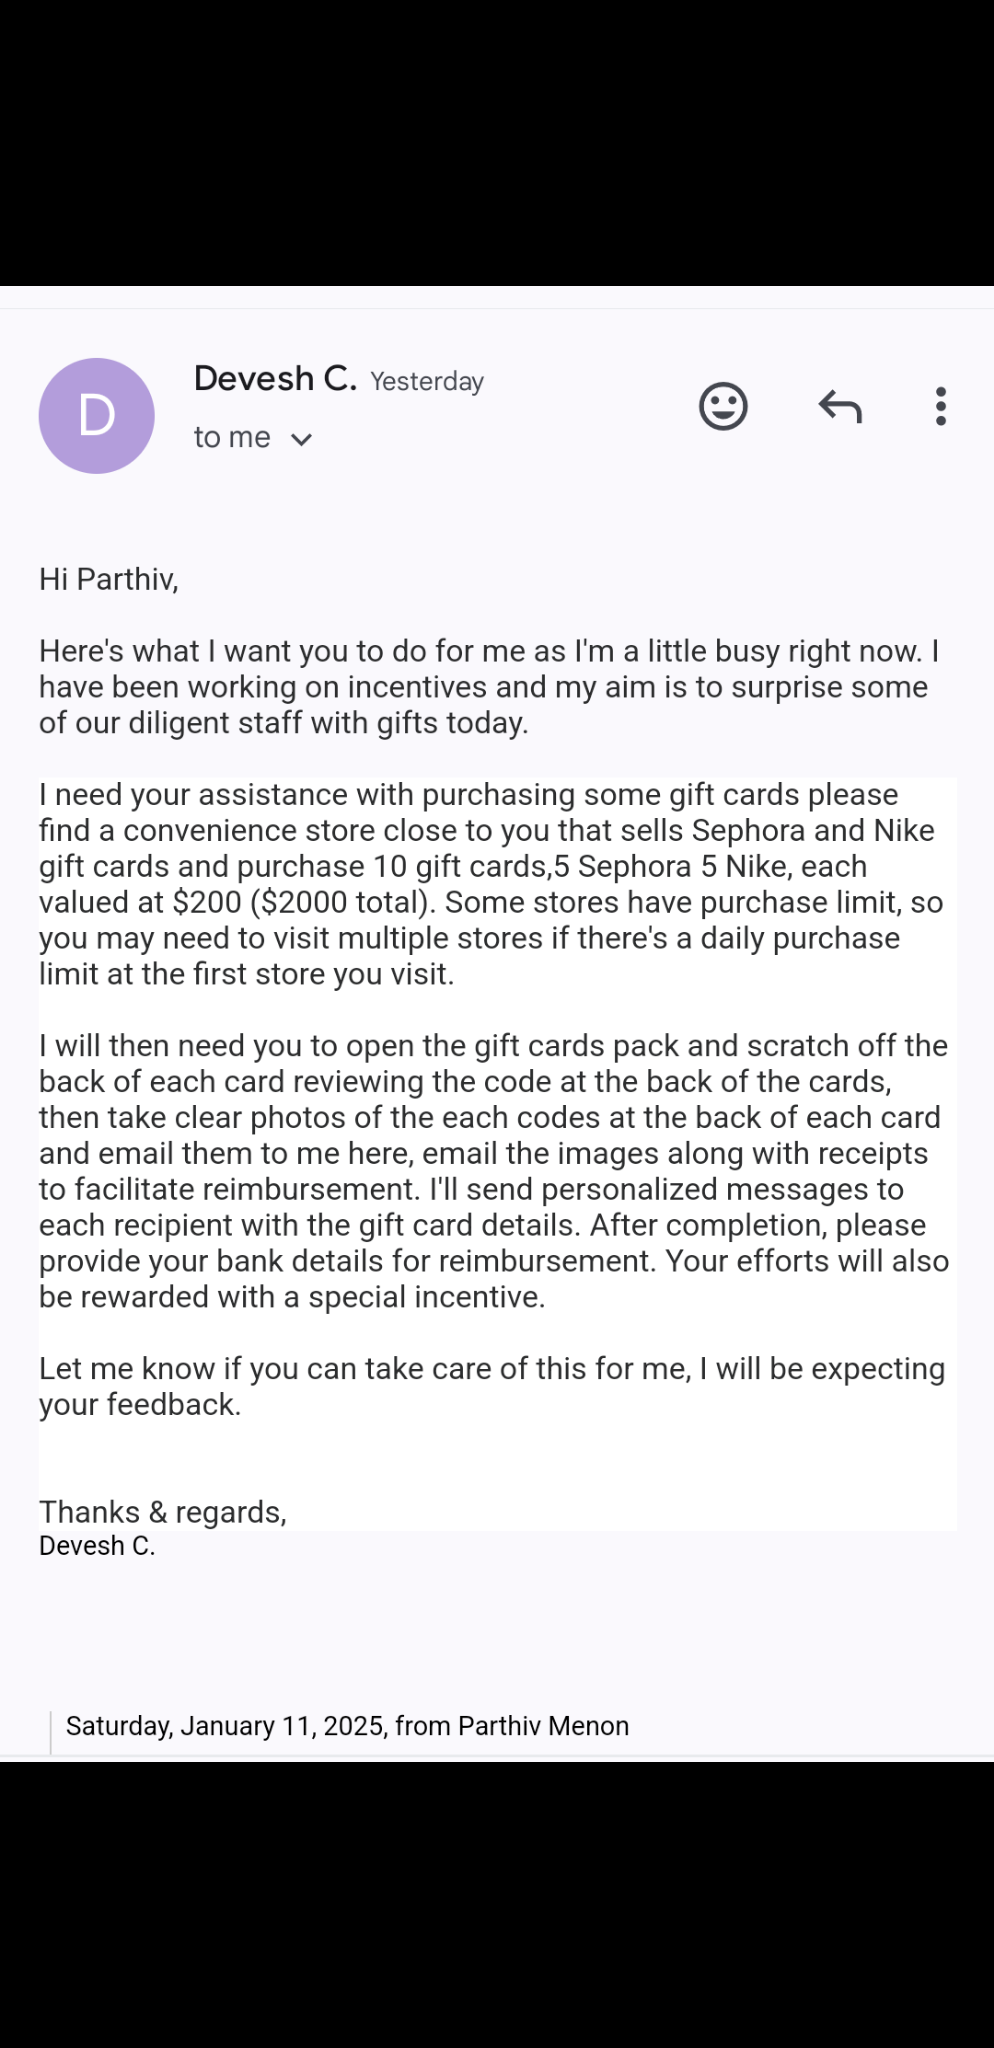 D
Devesh C. Yesterday
to me
Hi Parthiv,
Here's what I want you to do for me as I'm a little busy right now. I
have been working on incentives and my aim is to surprise some
of our diligent staff with gifts today.
I need your assistance with purchasing some gift cards please
find a convenience store close to you that sells Sephora and Nike
gift cards and purchase 10 gift cards,5 Sephora 5 Nike, each
valued at $200 ($2000 total). Some stores have purchase limit, so
you may need to visit multiple stores if there's a daily purchase
limit at the first store you visit.
I will then need you to open the gift cards pack and scratch off the
back of each card reviewing the code at the back of the cards,
then take clear photos of the each codes at the back of each card
and email them to me here, email the images along with receipts
to facilitate reimbursement. I'll send personalized messages to
each recipient with the gift card details. After completion, please
provide your bank details for reimbursement. Your efforts will also
be rewarded with a special incentive.
Let me know if you can take care of this for me, I will be expecting
your feedback.
Thanks & regards,
Devesh C.
Saturday, January 11, 2025, from Parthiv Menon